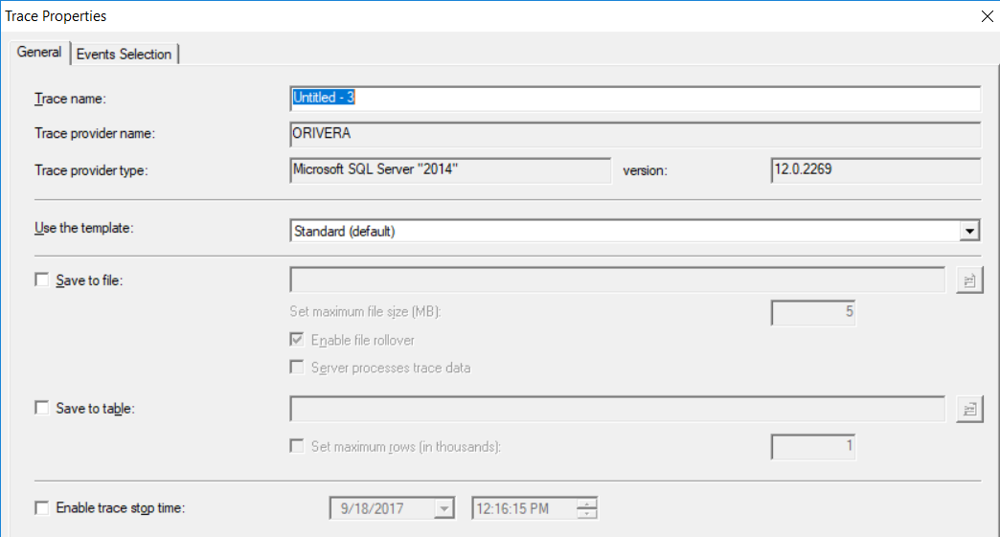 Trace Properties
General Events Selection
Trace name: Untitled - 3
Trace provider name: ORIVERA
Trace provider type: Microsoft SQL Server "2014" version: 12.0.2269
Use the template: Standard (default)
Save to file:
Set maximum file size (MB): 5
Enable file rollover
Server processes trace data
Save to table:
Set maximum rows (in thousands): 1
Enable trace stop time: 9/18/2017 12:16:15 PM